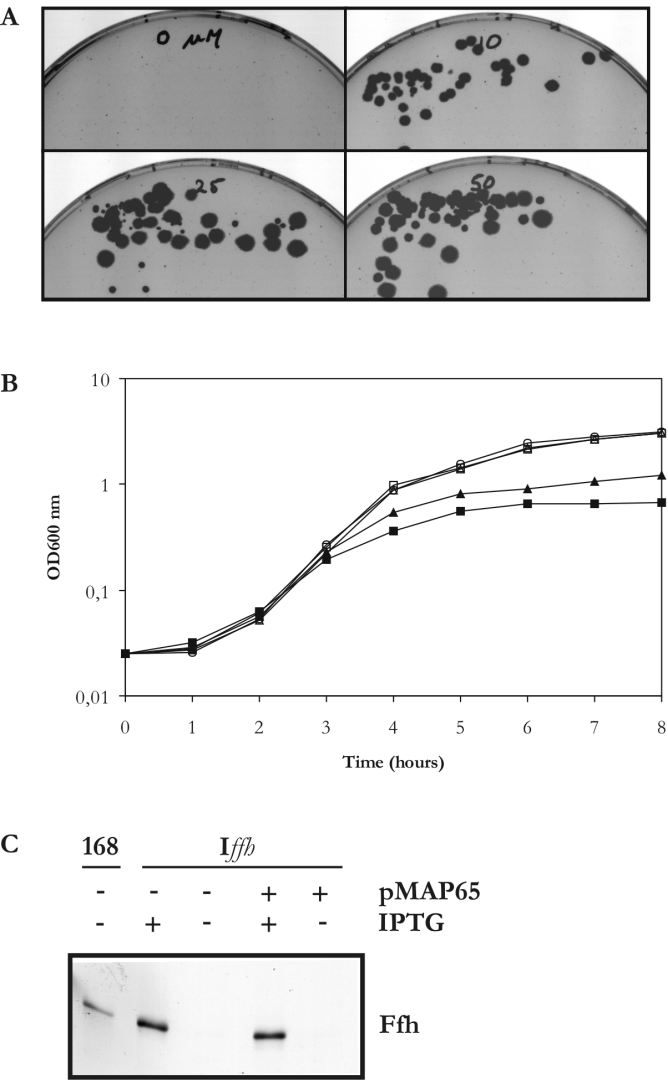 A
0 µM
10
25
50
B
10
1
0,1
0,01
OD600 nm
0 1 2 3 4 5 6 7 8
Time (hours)
C
168 Iffh
- - - + + pMAP65
- + - + - IPTG
Ffh